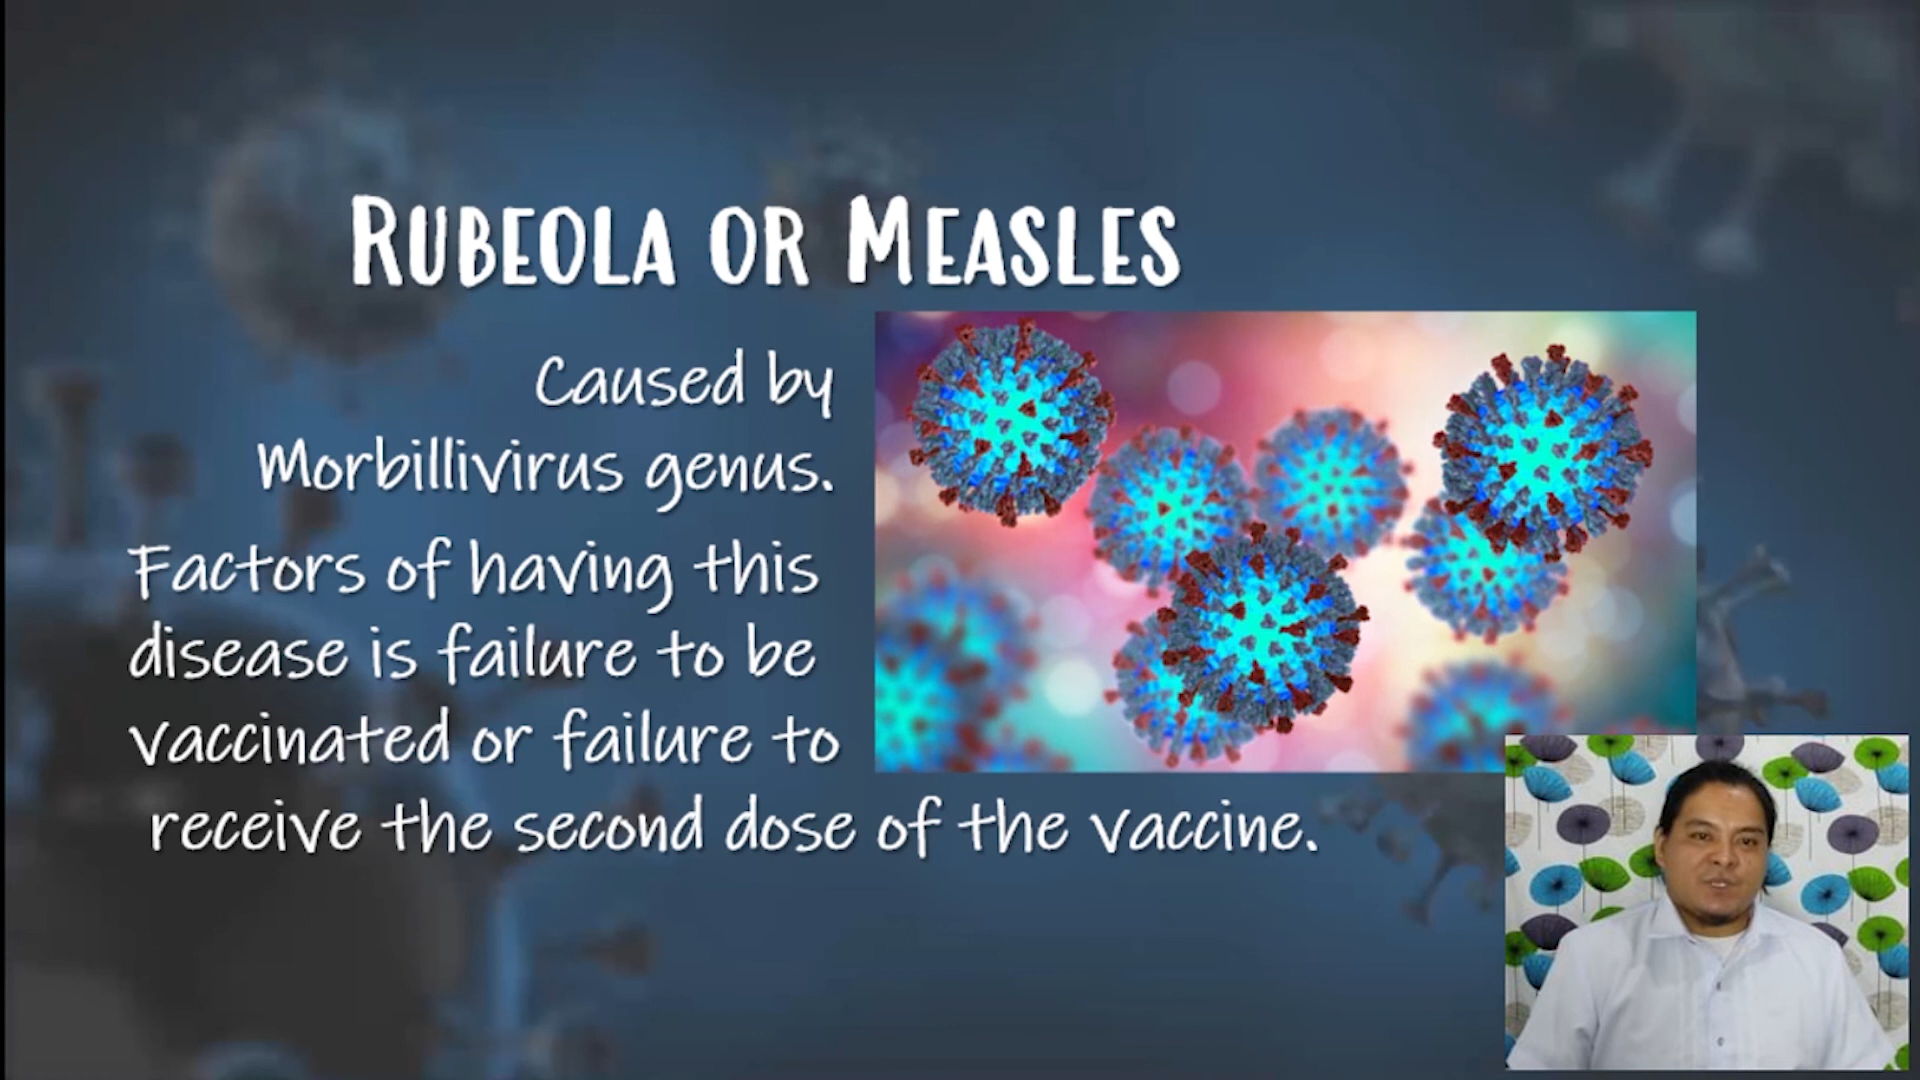 RUBEOLA OR MEASLES
Caused by
Morbillivirus genus.
Factors of having this
disease is failure to be
vaccinated or failure to
receive the second dose of the vaccine.